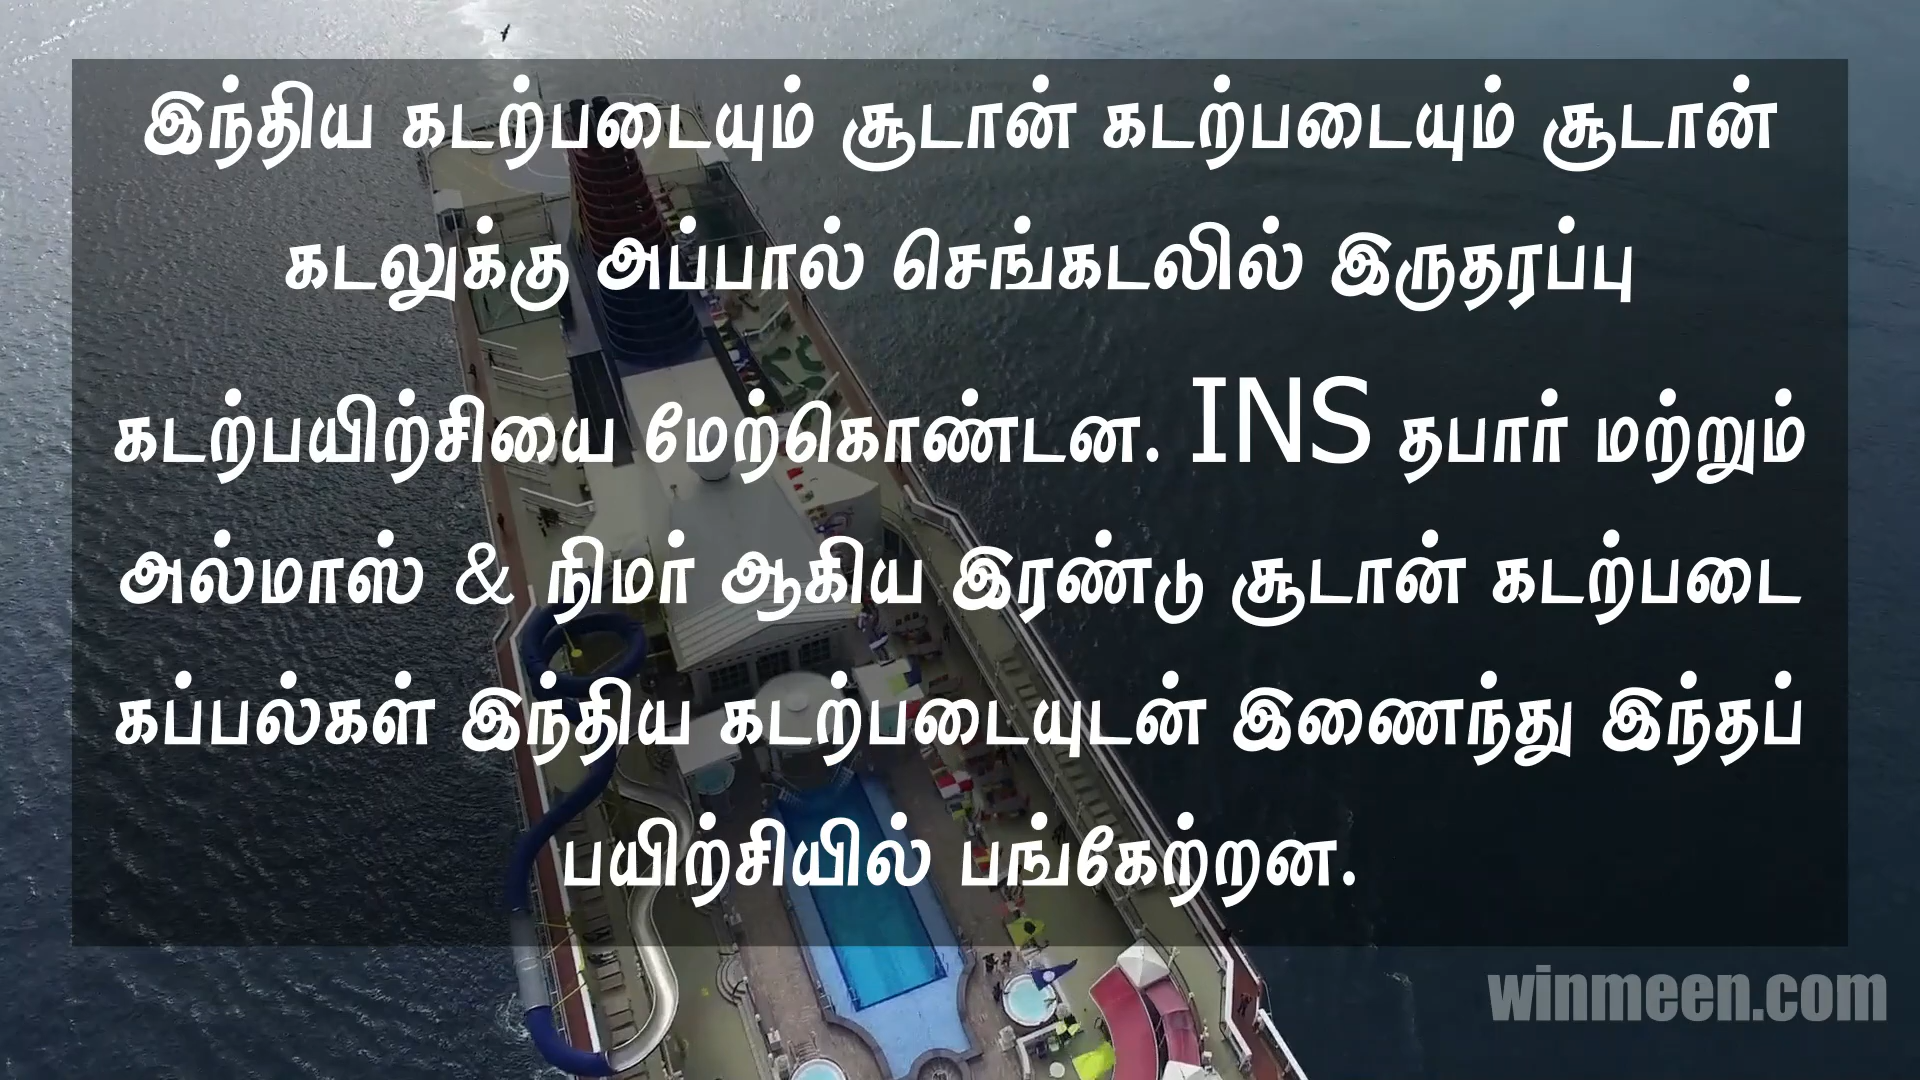 இந்திய கடற்படையும் சூடான் கடற்படையும் சூடான்
கடலுக்கு அப்பால் செங்கடலில் இருதரப்பு
கடற்பயிற்சியை மேற்கொண்டன. INS தபார் மற்றும்
அல்மாஸ் & நிமர் ஆகிய இரண்டு சூடான் கடற்படை
கப்பல்கள் இந்திய கடற்படையுடன் இணைந்து இந்தப்
பயிற்சியில் பங்கேற்றன.
winmeen.com